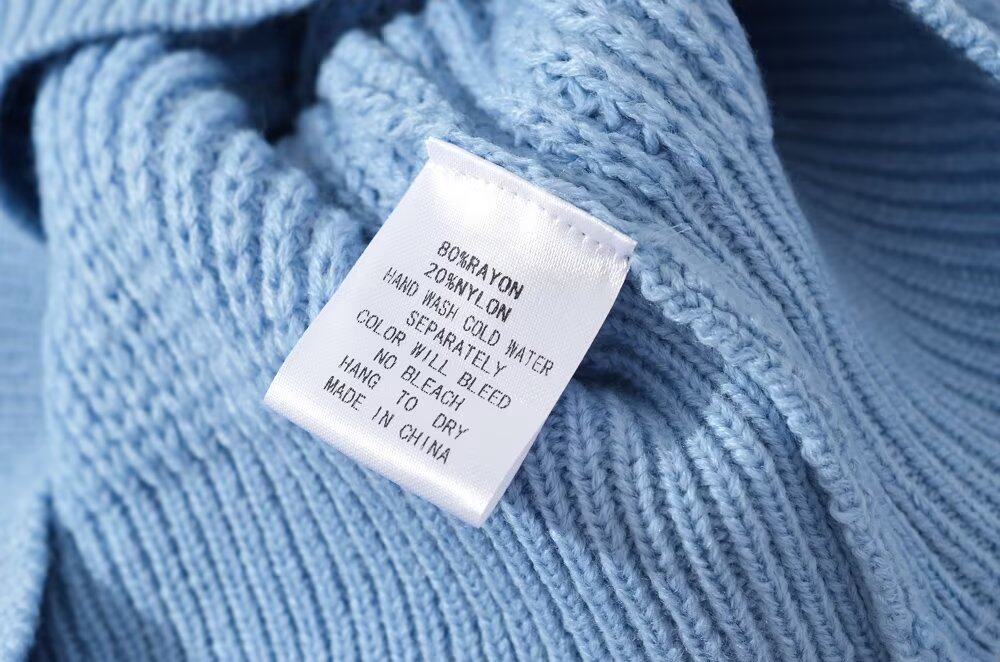 80%RAYON
20%NYLON
HAND WASH COLD WATER
SEPARATELY
COLOR WILL BLEED
NO BLEACH
HANG TO DRY
MADE IN CHINA